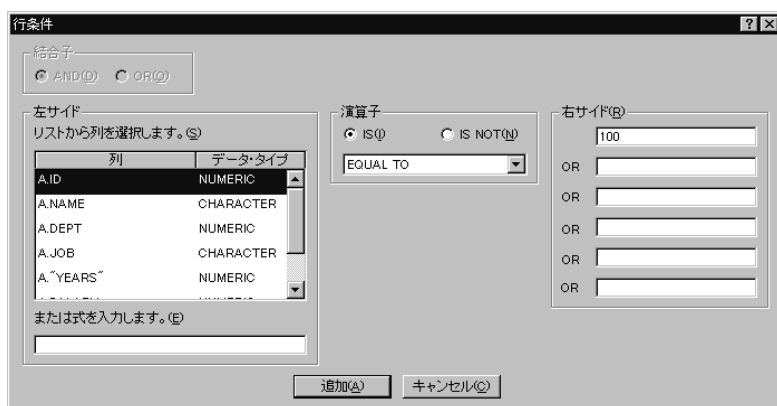 行条件
結合子
AND(D) OR(O)
左サイド
リストから列を選択します。(S)
列 データ・タイプ
A.ID NUMERIC
A.NAME CHARACTER
A.DEPT NUMERIC
A.JOB CHARACTER
A."YEARS" NUMERIC
または式を入力します。(E)
演算子
IS(I) IS NOT(N)
EQUAL TO
右サイド(R)
100
OR
OR
OR
OR
OR
追加(A) キャンセル(C)